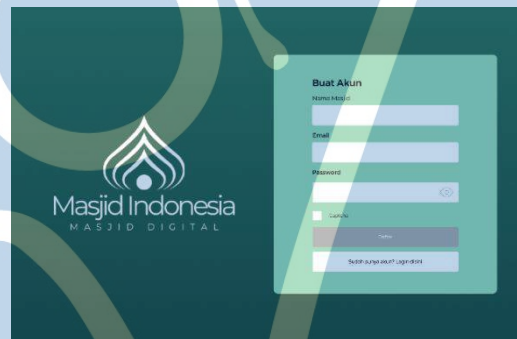 Masjid Indonesia
MASJID DIGITAL
Buat Akun
Nama Masjid
Email
Password
Sudah punya akun? Login disini